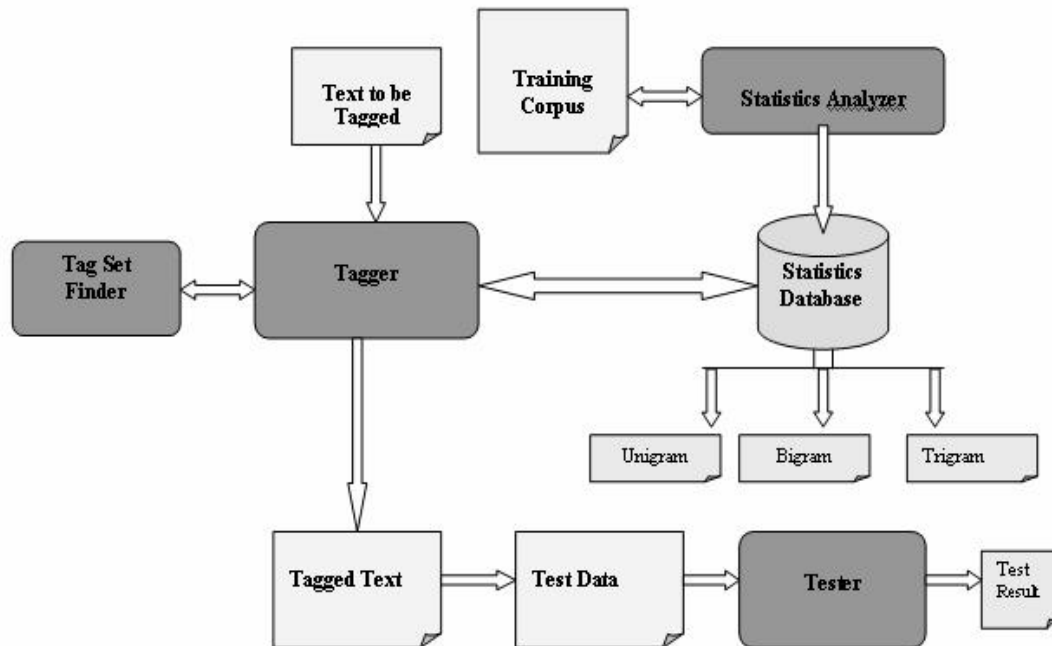 Text to be
Tagged
Training
Corpus
Statistics Analyzer
Tag Set
Finder
Tagger
Statistics
Database
Unigram
Bigram
Trigram
Tagged Text
Test Data
Tester
Test
Result